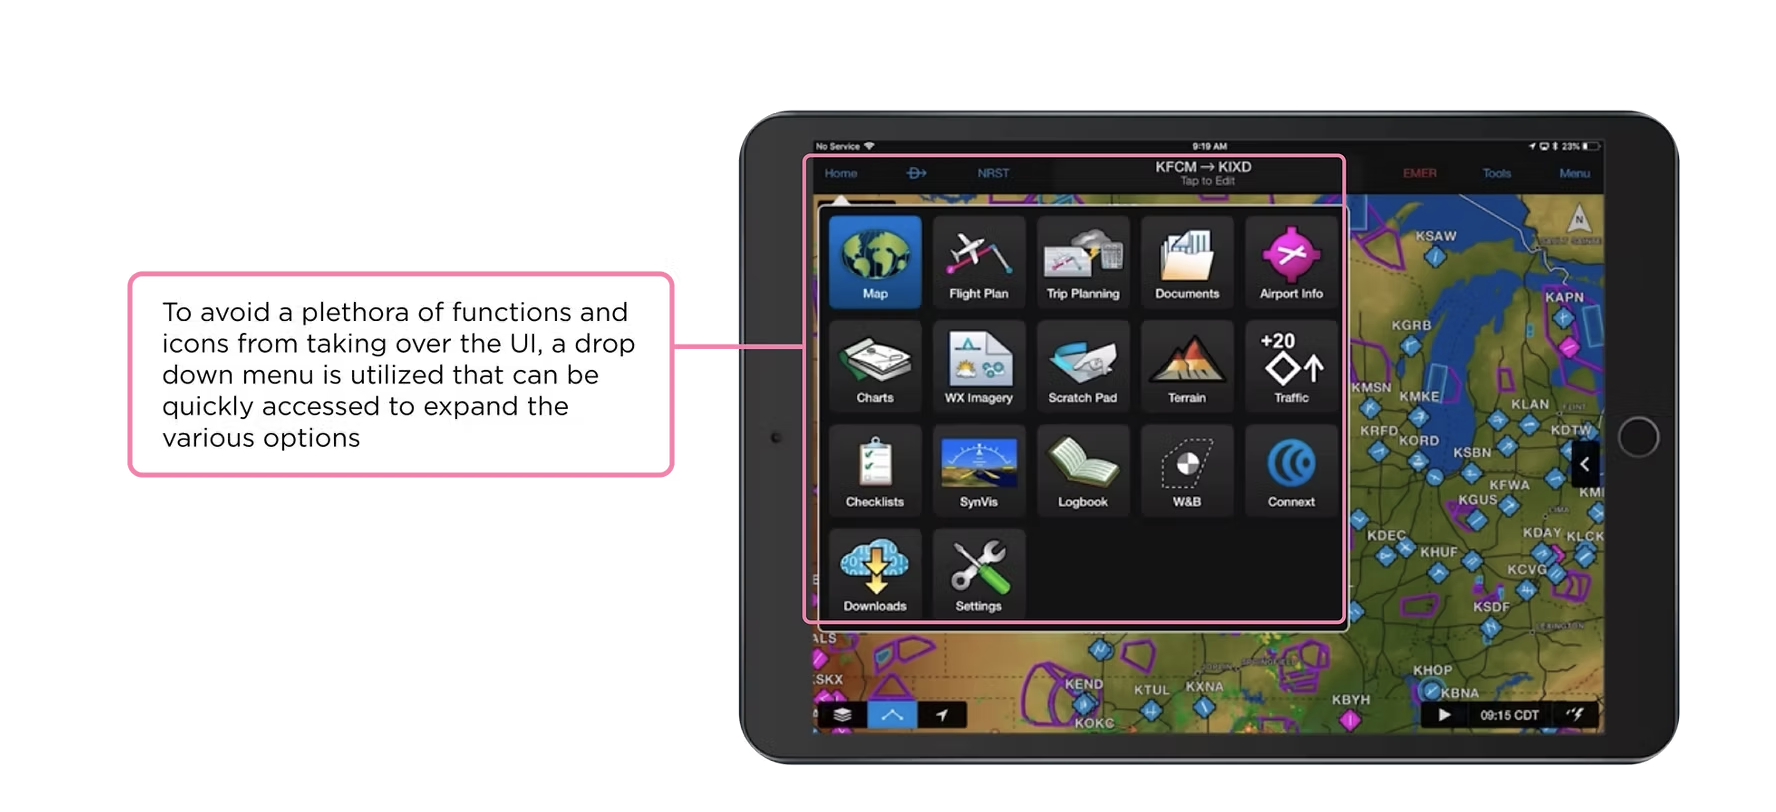 No Service
9:19 AM
23%
Home
NRST
KFCM → KIXD
Tap to Edit
EMER
Tools
Menu
To avoid a plethora of functions and
icons from taking over the UI, a drop
down menu is utilized that can be
quickly accessed to expand the
various options
Map
Flight Plan
Trip Planning
Documents
Airport Info
Charts
WX Imagery
Scratch Pad
Terrain
+20
Traffic
Checklists
SynVis
Logbook
W&B
Connext
Downloads
Settings
N
KSAW
KAPN
KGRB
KMSN
KMKE
KLAN
FLINT
KRFD
KORD
KDTW
KSBN
KFWA
KGUS
LIMA
KDEC
KDAY
KLCK
KHUF
KCVG
KSDF
LEXINGTON
KEND
KTUL
KXNA
KOKC
KHOP
KBNA
KBYH
09:15 CDT